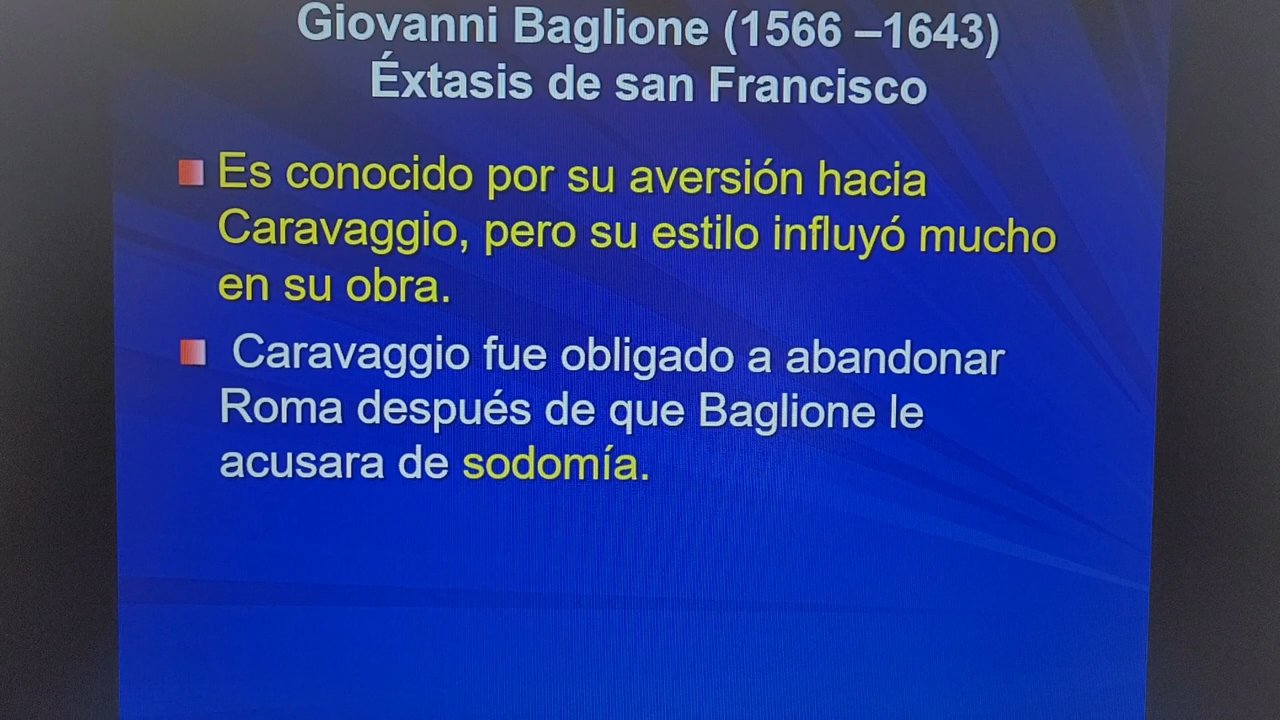 Giovanni Baglione (1566 –1643)
Éxtasis de san Francisco
Es conocido por su aversión hacia
Caravaggio, pero su estilo influyó mucho
en su obra.
Caravaggio fue obligado a abandonar
Roma después de que Baglione le
acusara de sodomía.